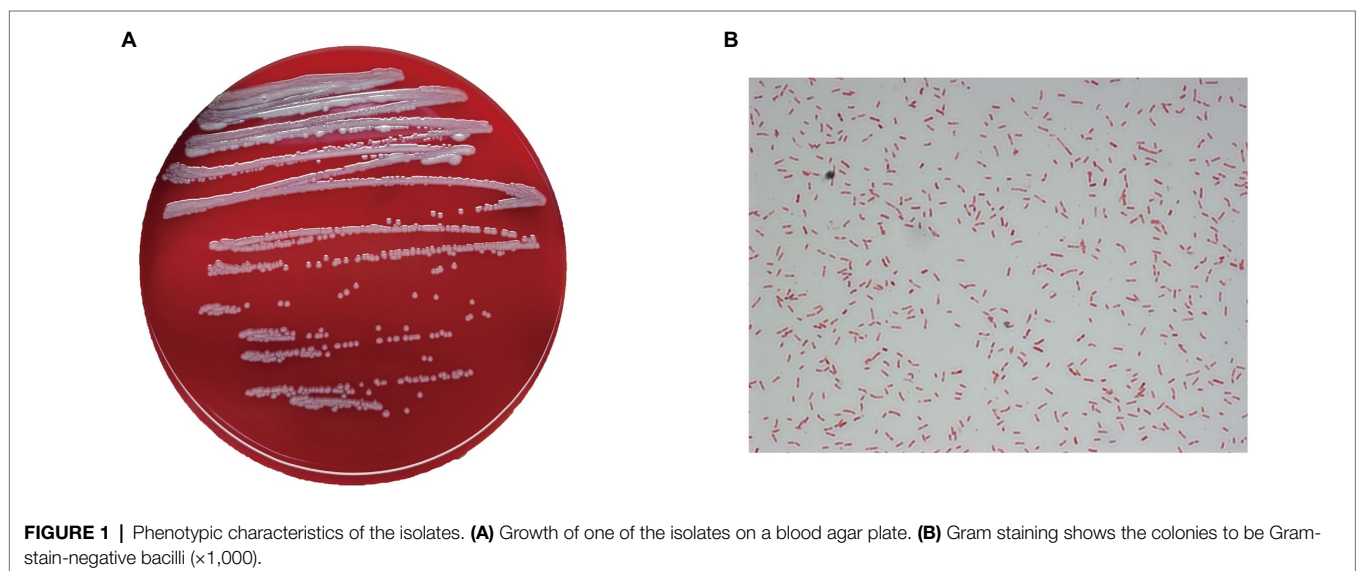 A
B
FIGURE 1 | Phenotypic characteristics of the isolates. (A) Growth of one of the isolates on a blood agar plate. (B) Gram staining shows the colonies to be Gram-
stain-negative bacilli (×1,000).